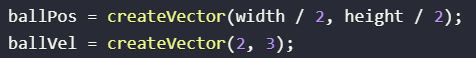 ballPos = createVector(width / 2, height / 2);
ballVel = createVector(2, 3);